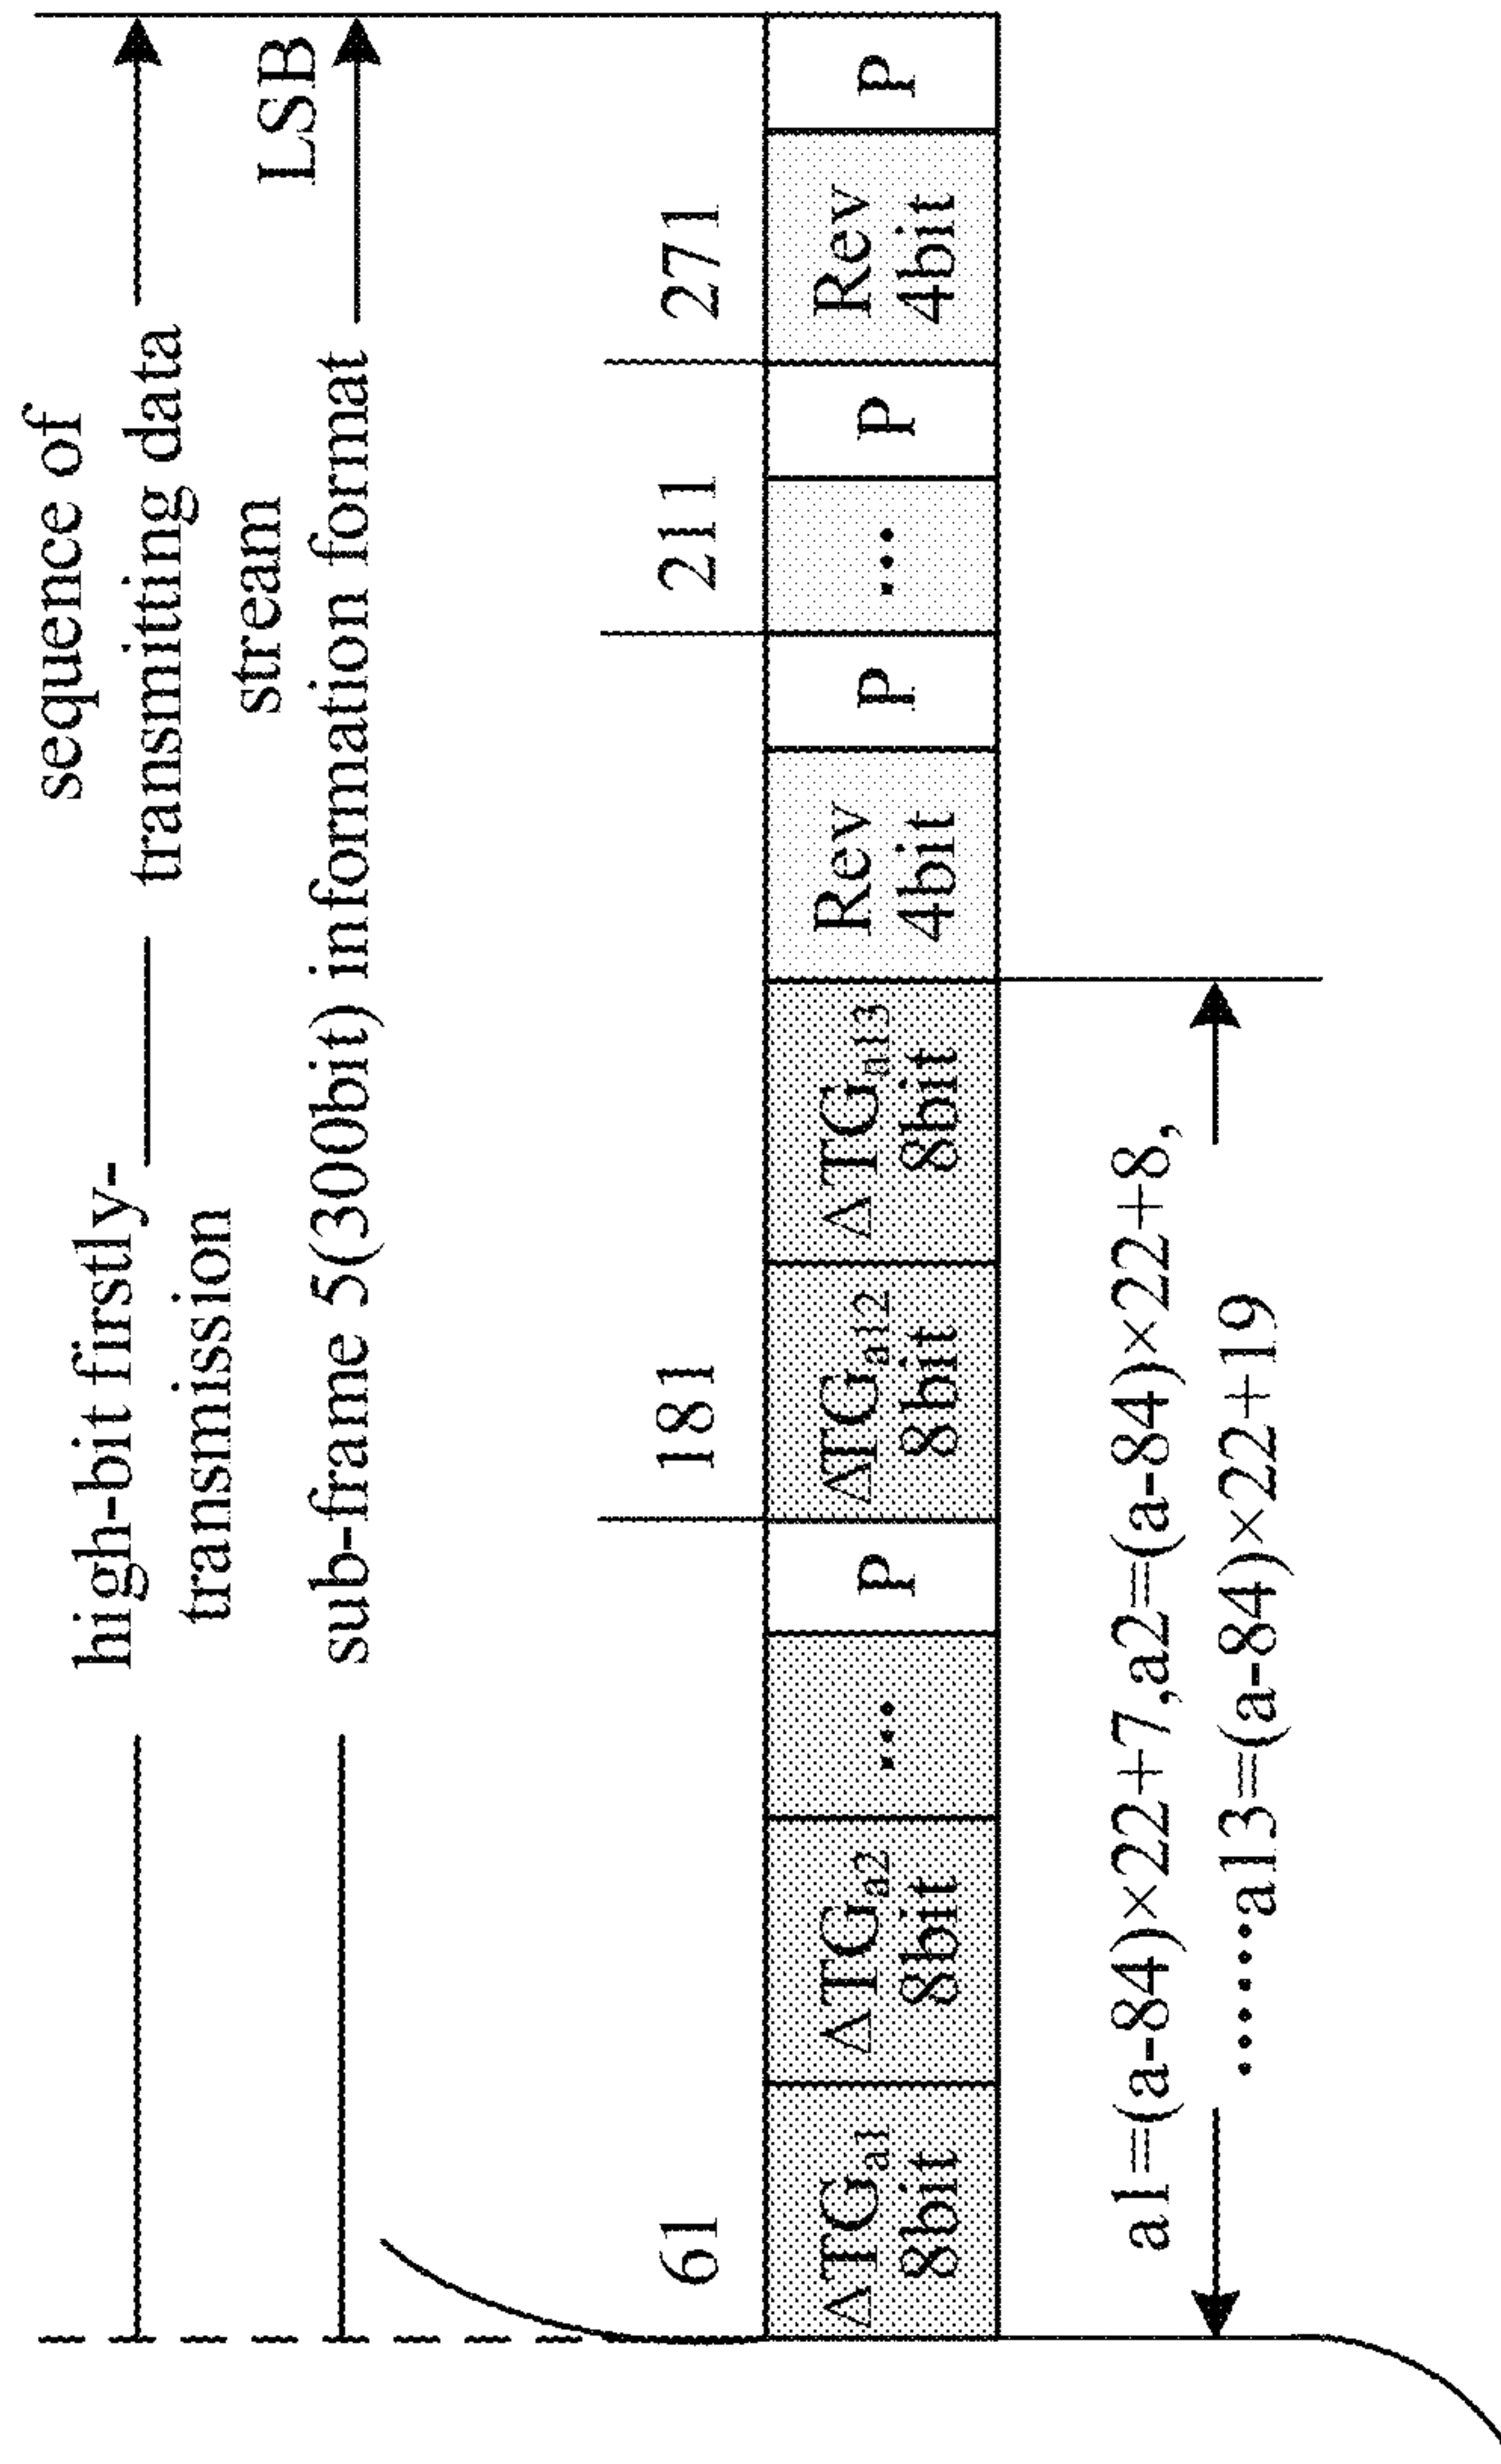 sequence of
high-bit firstly-
transmitting data
transmission
stream
LSB
sub-frame 5(300bit) information format
61
181
211
271
ΔTGa1
8bit
ΔTGa2
8bit
...
P
ΔTGa12
8bit
ΔTGa13
8bit
Rev
4bit
P
...
P
Rev
4bit
P
a1=(a-84)×22+7,a2=(a-84)×22+8,
······a13=(a-84)×22+19